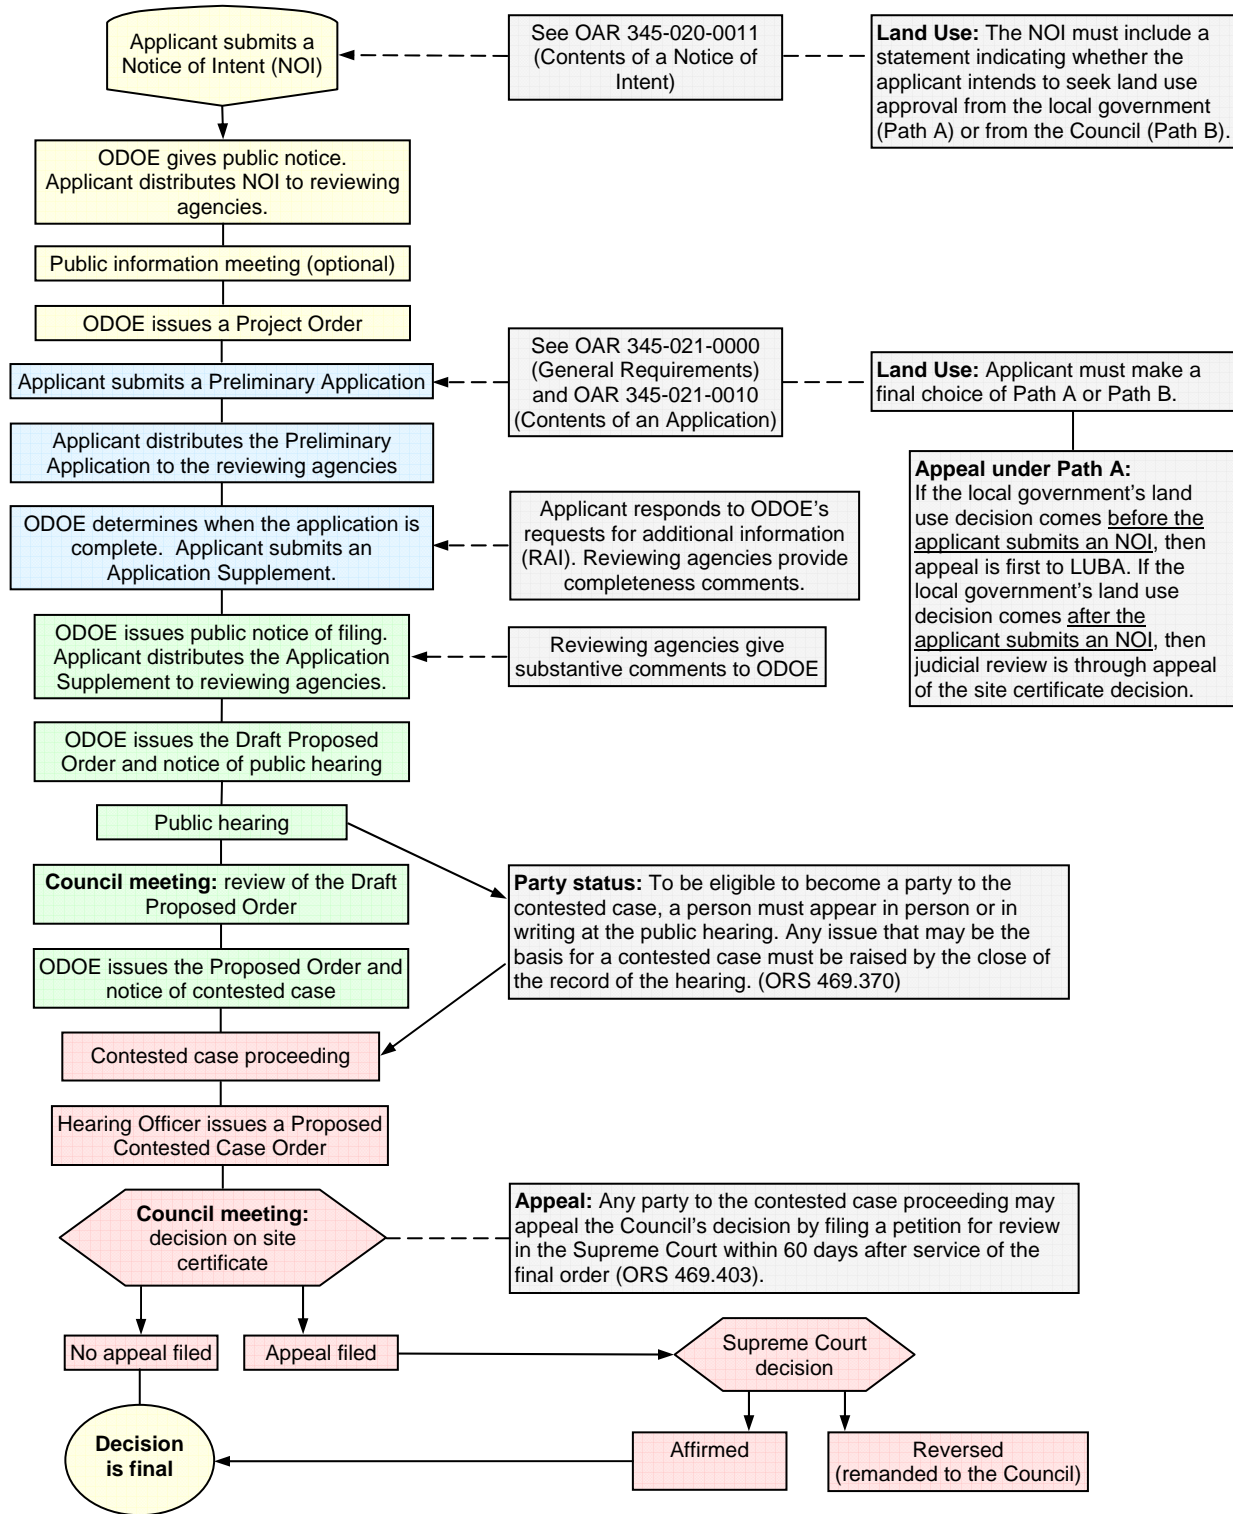 Applicant submits a
Notice of Intent (NOI)
See OAR 345-020-0011
(Contents of a Notice of
Intent)
Land Use: The NOI must include a
statement indicating whether the
applicant intends to seek land use
approval from the local government
(Path A) or from the Council (Path B).
ODOE gives public notice.
Applicant distributes NOI to reviewing
agencies.
Public information meeting (optional)
ODOE issues a Project Order
Applicant submits a Preliminary Application
See OAR 345-021-0000
(General Requirements)
and OAR 345-021-0010
(Contents of an Application)
Land Use: Applicant must make a
final choice of Path A or Path B.
Applicant distributes the Preliminary
Application to the reviewing agencies
Appeal under Path A:
If the local government's land
use decision comes before the
applicant submits an NOI, then
appeal is first to LUBA. If the
local government's land use
decision comes after the
applicant submits an NOI, then
judicial review is through appeal
of the site certificate decision.
ODOE determines when the application is
complete.  Applicant submits an
Application Supplement.
Applicant responds to ODOE's
requests for additional information
(RAI). Reviewing agencies provide
completeness comments.
ODOE issues public notice of filing.
Applicant distributes the Application
Supplement to reviewing agencies.
Reviewing agencies give
substantive comments to ODOE
ODOE issues the Draft Proposed
Order and notice of public hearing
Public hearing
Council meeting: review of the Draft
Proposed Order
Party status: To be eligible to become a party to the
contested case, a person must appear in person or in
writing at the public hearing. Any issue that may be the
basis for a contested case must be raised by the close of
the record of the hearing. (ORS 469.370)
ODOE issues the Proposed Order and
notice of contested case
Contested case proceeding
Hearing Officer issues a Proposed
Contested Case Order
Council meeting:
decision on site
certificate
Appeal: Any party to the contested case proceeding may
appeal the Council's decision by filing a petition for review
in the Supreme Court within 60 days after service of the
final order (ORS 469.403).
No appeal filed
Appeal filed
Supreme Court
decision
Decision
is final
Affirmed
Reversed
(remanded to the Council)